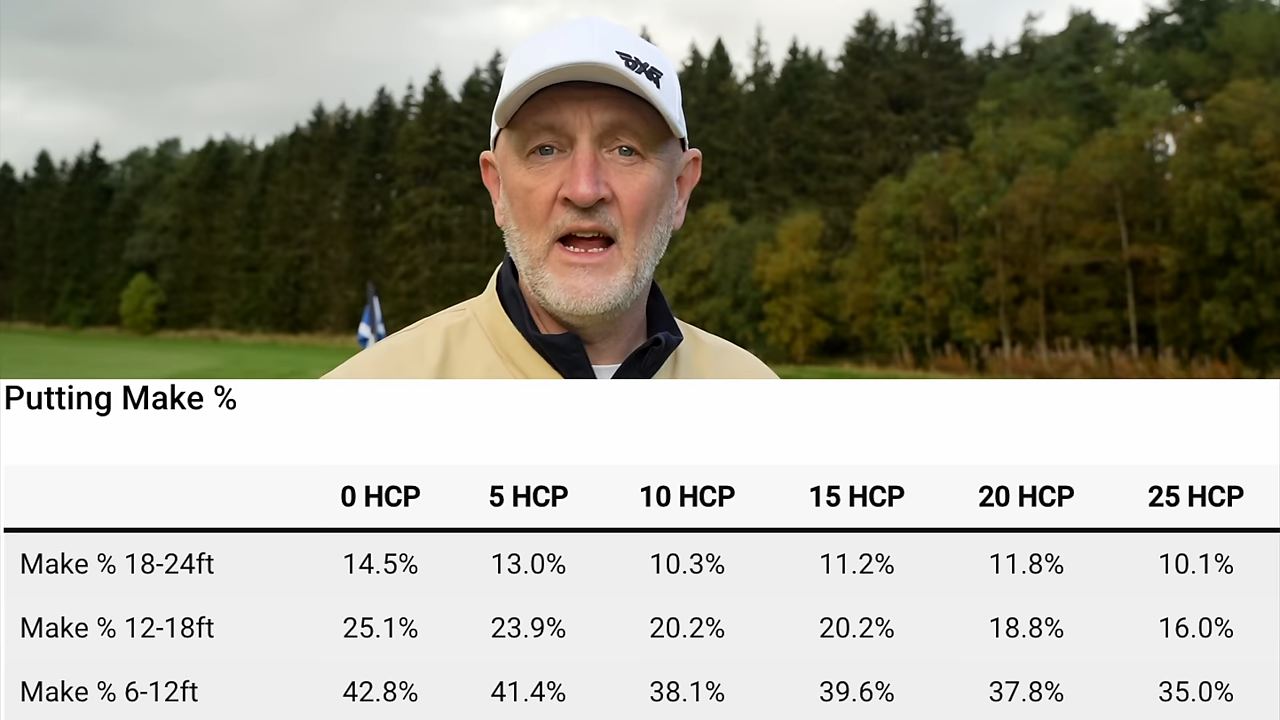 PXG
Putting Make %
0 HCP 5 HCP 10 HCP 15 HCP 20 HCP 25 HCP
Make % 18-24ft 14.5% 13.0% 10.3% 11.2% 11.8% 10.1%
Make % 12-18ft 25.1% 23.9% 20.2% 20.2% 18.8% 16.0%
Make % 6-12ft 42.8% 41.4% 38.1% 39.6% 37.8% 35.0%